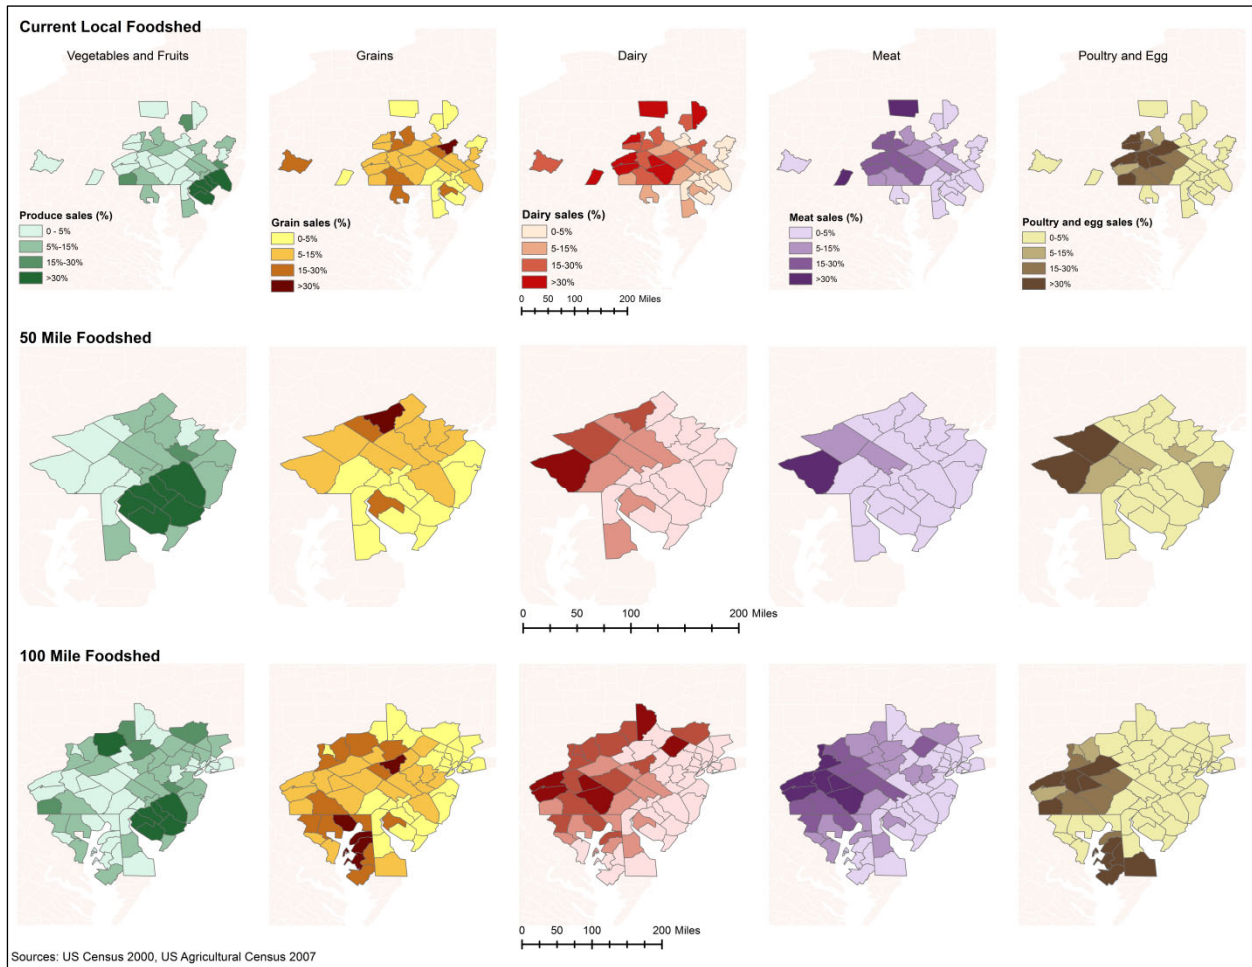 Current Local Foodshed
Vegetables and Fruits
Grains
Dairy
Meat
Poultry and Egg
Produce sales (%)
0 - 5%
5%-15%
15%-30%
>30%
Grain sales (%)
0-5%
5-15%
15-30%
>30%
Dairy sales (%)
0-5%
5-15%
15-30%
>30%
0 50 100 200 Miles
Meat sales (%)
0-5%
5-15%
15-30%
>30%
Poultry and egg sales (%)
0-5%
5-15%
15-30%
>30%
50 Mile Foodshed
0 50 100 200 Miles
100 Mile Foodshed
0 50 100 200 Miles
Sources: US Census 2000, US Agricultural Census 2007